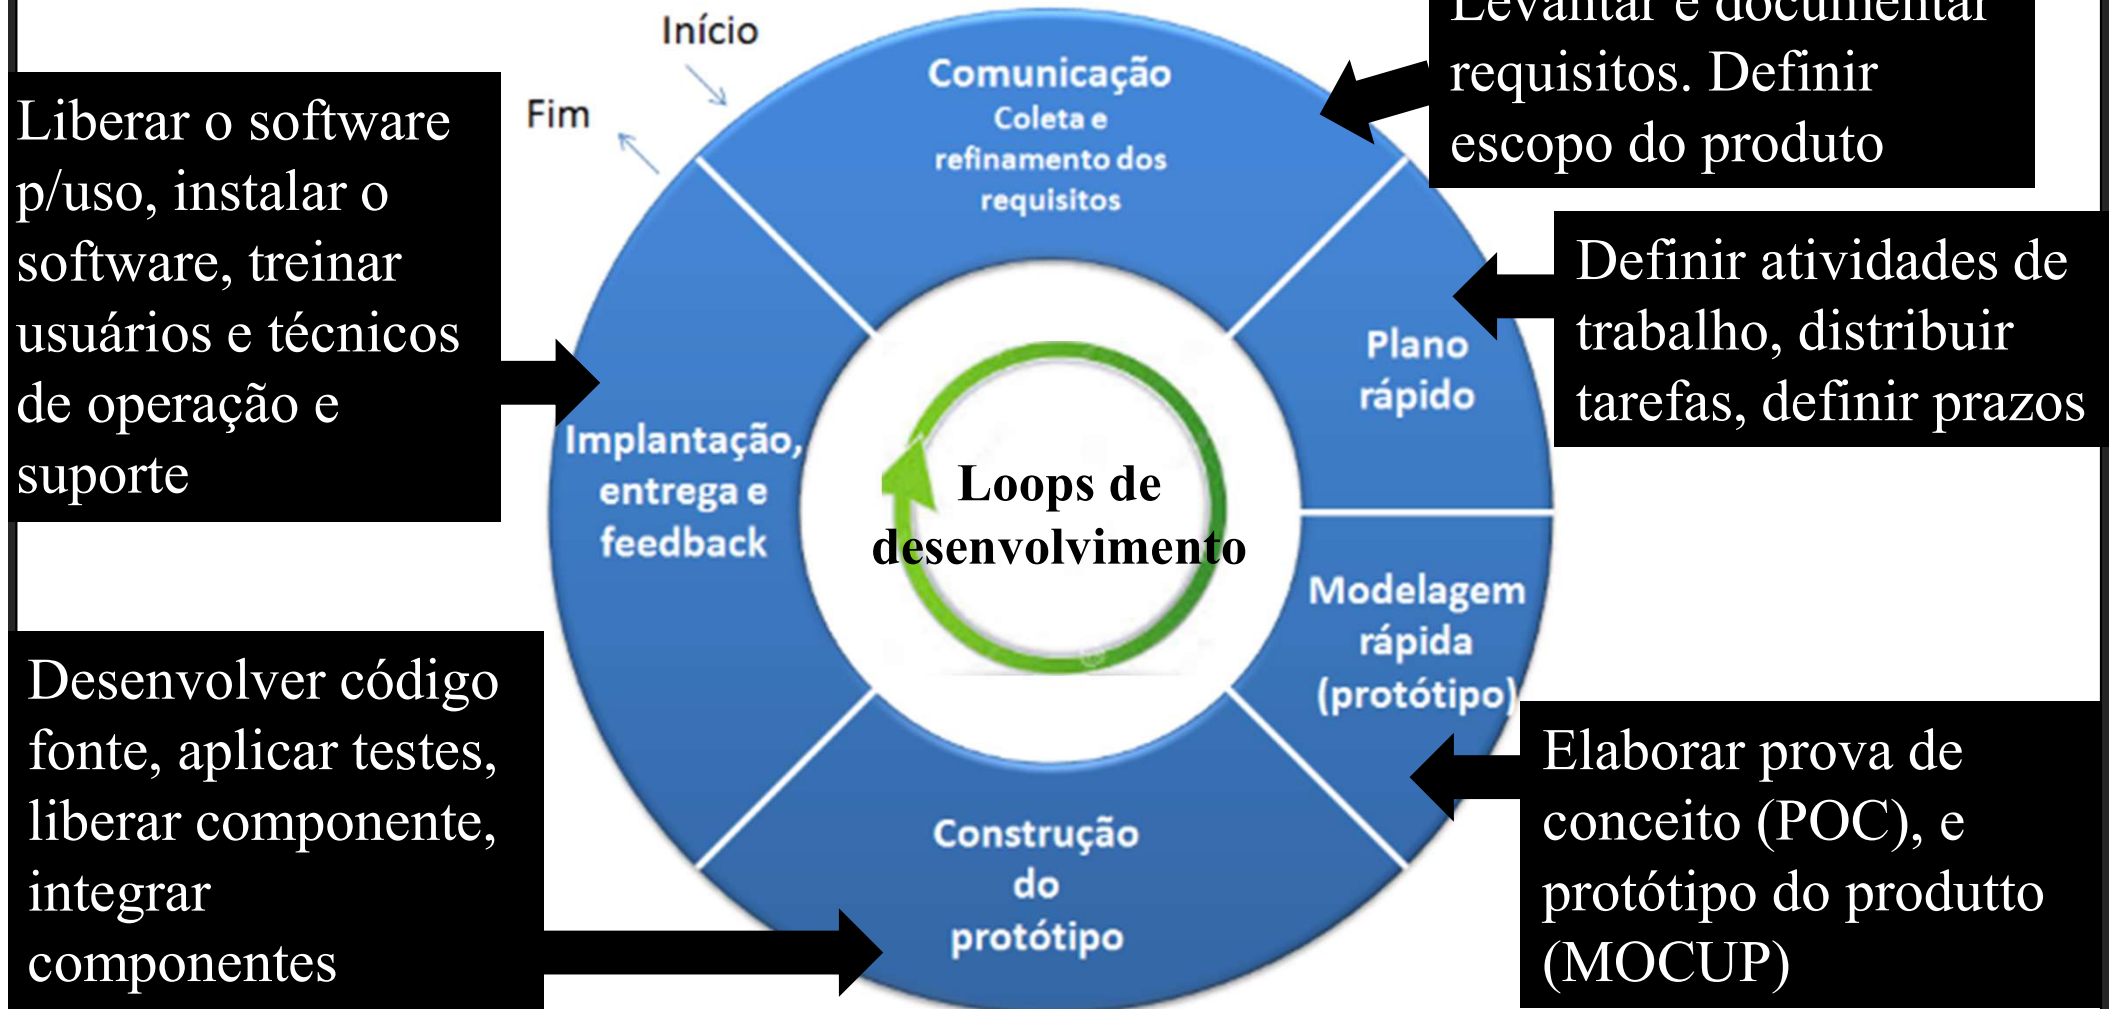 Início
Fim
Comunicação
Coleta e
refinamento dos
requisitos
Levantar e documentar
requisitos. Definir
escopo do produto
Liberar o software
p/uso, instalar o
software, treinar
usuários e técnicos
de operação e
suporte
Definir atividades de
trabalho, distribuir
tarefas, definir prazos
Plano
rápido
Implantação,
entrega e
feedback
Loops de
desenvolvimento
Modelagem
rápida
(protótipo)
Desenvolver código
fonte, aplicar testes,
liberar componente,
integrar
componentes
Construção
do
protótipo
Elaborar prova de
conceito (POC), e
protótipo do produtto
(MOCUP)